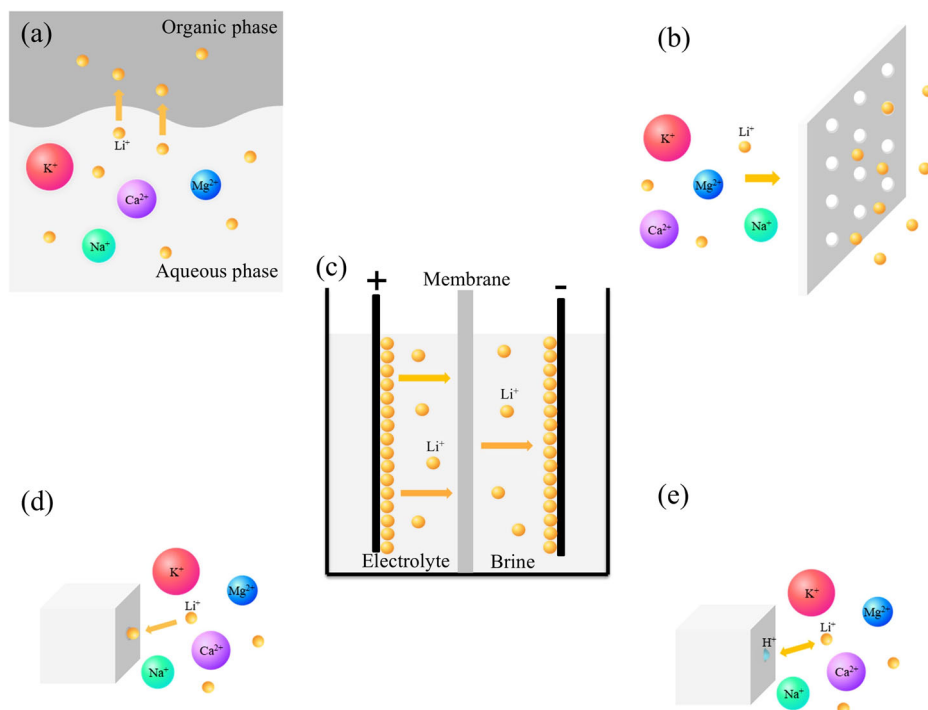 (a)
Organic phase
Li⁺
K⁺
Ca²⁺
Mg²⁺
Na⁺
Aqueous phase
(b)
K⁺
Li⁺
Mg²⁺
Ca²⁺
Na⁺
(c)
+
Membrane
-
Li⁺
Li⁺
Electrolyte
Brine
(d)
K⁺
Mg²⁺
Li⁺
Ca²⁺
Na⁺
(e)
K⁺
Mg²⁺
Li⁺
H⁺
Ca²⁺
Na⁺